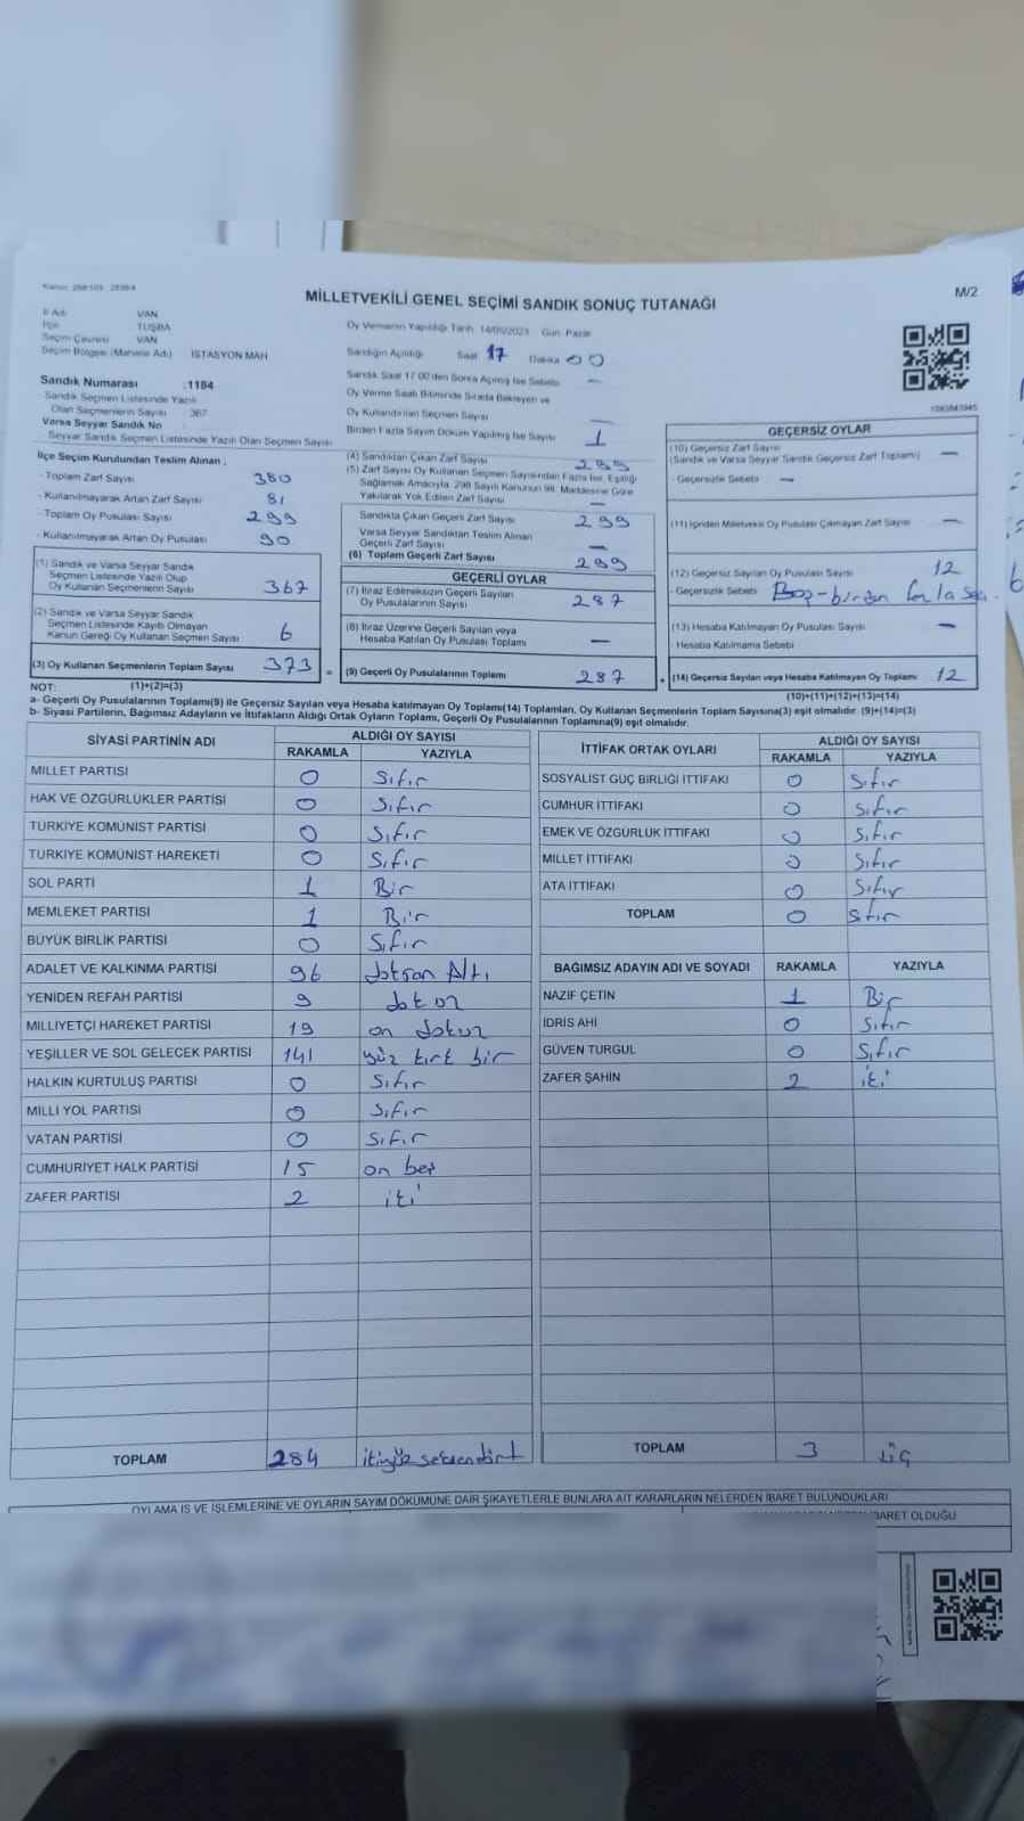 M/2
MİLLETVEKİLİ GENEL SEÇİMİ SANDIK SONUÇ TUTANAĞI
İl Adı VAN
İlçe TUŞBA
Seçim Çevresi VAN
Seçim Bölgesi (Mahalle Adı) İSTASYON MAH
Oy Vermenin Yapıldığı Tarih 14/05/2023 Gün Pazar
Sandığın Açıldığı Saat 17 Dakika 00
Sandık Saat 17 00'den Sonra Açılmış İse Sebebi —
Oy Verme Saati Bitiminde Sırada Bekleyen ve
Oy Kullandırılan Seçmen Sayısı —
Birden Fazla Sayım Döküm Yapılmış İse Sayısı 1
Sandık Numarası :1184
Sandık Seçmen Listesinde Yazılı
Olan Seçmenlerin Sayısı 367
Varsa Seyyar Sandık No
Seyyar Sandık Seçmen Listesinde Yazılı Olan Seçmen Sayısı
İlçe Seçim Kurulundan Teslim Alınan ;
- Toplam Zarf Sayısı 380
- Kullanılmayarak Artan Zarf Sayısı 81
- Toplam Oy Pusulası Sayısı 299
- Kullanılmayarak Artan Oy Pusulası 90
(1) Sandık ve Varsa Seyyar Sandık
Seçmen Listesinde Yazılı Olup
Oy Kullanan Seçmenlerin Sayısı 367
(2) Sandık ve Varsa Seyyar Sandık
Seçmen Listesinde Kayıtlı Olmayan
Kanun Gereği Oy Kullanan Seçmen Sayısı 6
(3) Oy Kullanan Seçmenlerin Toplam Sayısı 373
(1)+(2)=(3)
(4) Sandıktan Çıkan Zarf Sayısı 299
(5) Zarf Sayısı Oy Kullanan Seçmen Sayısından Fazla İse, Eşitliği
Sağlamak Amacıyla, 298 Sayılı Kanunun 98. Maddesine Göre
Yakılarak Yok Edilen Zarf Sayısı —
Sandıkta Çıkan Geçerli Zarf Sayısı 299
Varsa Seyyar Sandıktan Teslim Alınan
Geçerli Zarf Sayısı —
(6) Toplam Geçerli Zarf Sayısı 299
GEÇERLİ OYLAR
(7) İtiraz Edilmeksizin Geçerli Sayılan
Oy Pusulalarının Sayısı 287
(8) İtiraz Üzerine Geçerli Sayılan veya
Hesaba Katılan Oy Pusulası Toplamı —
(9) Geçerli Oy Pusulalarının Toplamı 287
GEÇERSİZ OYLAR
(10) Geçersiz Zarf Sayısı
(Sandık ve Varsa Seyyar Sandık Geçersiz Zarf Toplamı) —
- Geçersizlik Sebebi —
(11) İçinden Milletvekili Oy Pusulası Çıkmayan Zarf Sayısı —
(12) Geçersiz Sayılan Oy Pusulası Sayısı 12
- Geçersizlik Sebebi Boş-birden fazla
(13) Hesaba Katılmayan Oy Pusulası Sayısı —
Hesaba Katılmama Sebebi
(14) Geçersiz Sayılan veya Hesaba Katılmayan Oy Toplamı 12
(10)+(11)+(12)+(13)=(14)
NOT:
a- Geçerli Oy Pusulalarının Toplamı(9) ile Geçersiz Sayılan veya Hesaba katılmayan Oy Toplamı(14) Toplamları, Oy Kullanan Seçmenlerin Toplam Sayısına(3) eşit olmalıdır. (9)+(14)=(3)
b- Siyasi Partilerin, Bağımsız Adayların ve İttifakların Aldığı Ortak Oyların Toplamı, Geçerli Oy Pusulalarının Toplamına(9) eşit olmalıdır.
SİYASİ PARTİNİN ADI ALDIĞI OY SAYISI
RAKAMLA YAZIYLA
MİLLET PARTİSİ 0 Sıfır
HAK VE ÖZGÜRLÜKLER PARTİSİ 0 Sıfır
TÜRKİYE KOMÜNİST PARTİSİ 0 Sıfır
TÜRKİYE KOMÜNİST HAREKETİ 0 Sıfır
SOL PARTİ 1 Bir
MEMLEKET PARTİSİ 1 Bir
BÜYÜK BİRLİK PARTİSİ 0 Sıfır
ADALET VE KALKINMA PARTİSİ 96 doksan Altı
YENİDEN REFAH PARTİSİ 9 dokuz
MİLLİYETÇİ HAREKET PARTİSİ 19 on dokuz
YEŞİLLER VE SOL GELECEK PARTİSİ 141 yüz kırk bir
HALKIN KURTULUŞ PARTİSİ 0 Sıfır
MİLLİ YOL PARTİSİ 0 Sıfır
VATAN PARTİSİ 0 Sıfır
CUMHURİYET HALK PARTİSİ 15 on beş
ZAFER PARTİSİ 2 iki
TOPLAM 284 ikiyüz seksendört
İTTİFAK ORTAK OYLARI ALDIĞI OY SAYISI
RAKAMLA YAZIYLA
SOSYALİST GÜÇ BİRLİĞİ İTTİFAKI 0 Sıfır
CUMHUR İTTİFAKI 0 Sıfır
EMEK VE ÖZGÜRLÜK İTTİFAKI 0 Sıfır
MİLLET İTTİFAKI 0 Sıfır
ATA İTTİFAKI 0 Sıfır
TOPLAM 0 Sıfır
BAĞIMSIZ ADAYIN ADI VE SOYADI RAKAMLA YAZIYLA
NAZİF ÇETİN 1 Bir
İDRİS AHİ 0 Sıfır
GÜVEN TURGUL 0 Sıfır
ZAFER ŞAHİN 2 iki
TOPLAM 3 üç
OYLAMA İŞ VE İŞLEMLERİNE VE OYLARIN SAYIM DÖKÜMÜNE DAİR ŞİKAYETLERLE BUNLARA AİT KARARLARIN NELERDEN İBARET BULUNDUKLARI
İBARET OLDUĞU